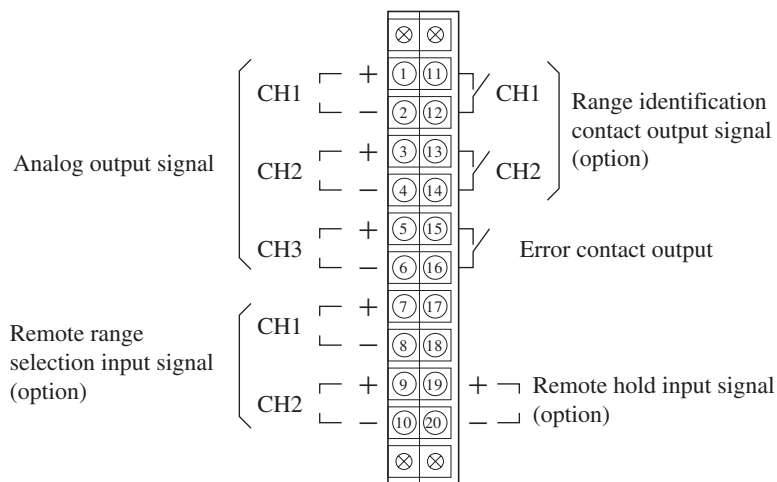 Analog output signal
CH1 + −
CH2 + −
CH3 + −
Remote range
selection input signal
(option)
CH1 + −
CH2 + −
1 11
2 12
3 13
4 14
5 15
6 16
7 17
8 18
9 19
10 20
CH1
CH2
Range identification
contact output signal
(option)
Error contact output
+ −
Remote hold input signal
(option)